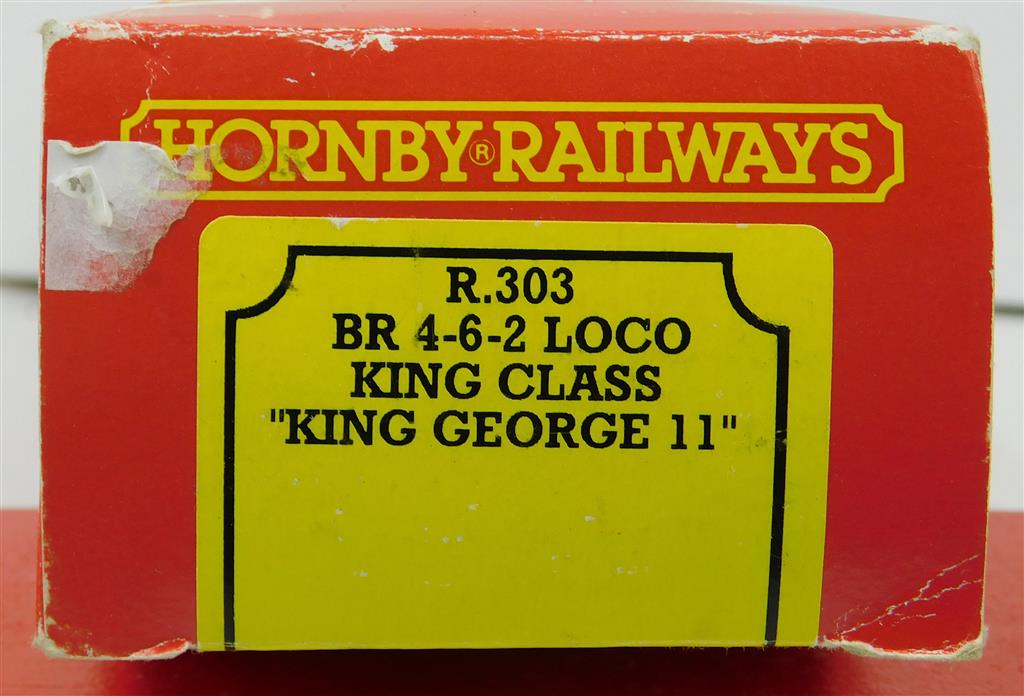 HORNBY® RAILWAYS
R.303
BR 4-6-2 LOCO
KING CLASS
"KING GEORGE 11"